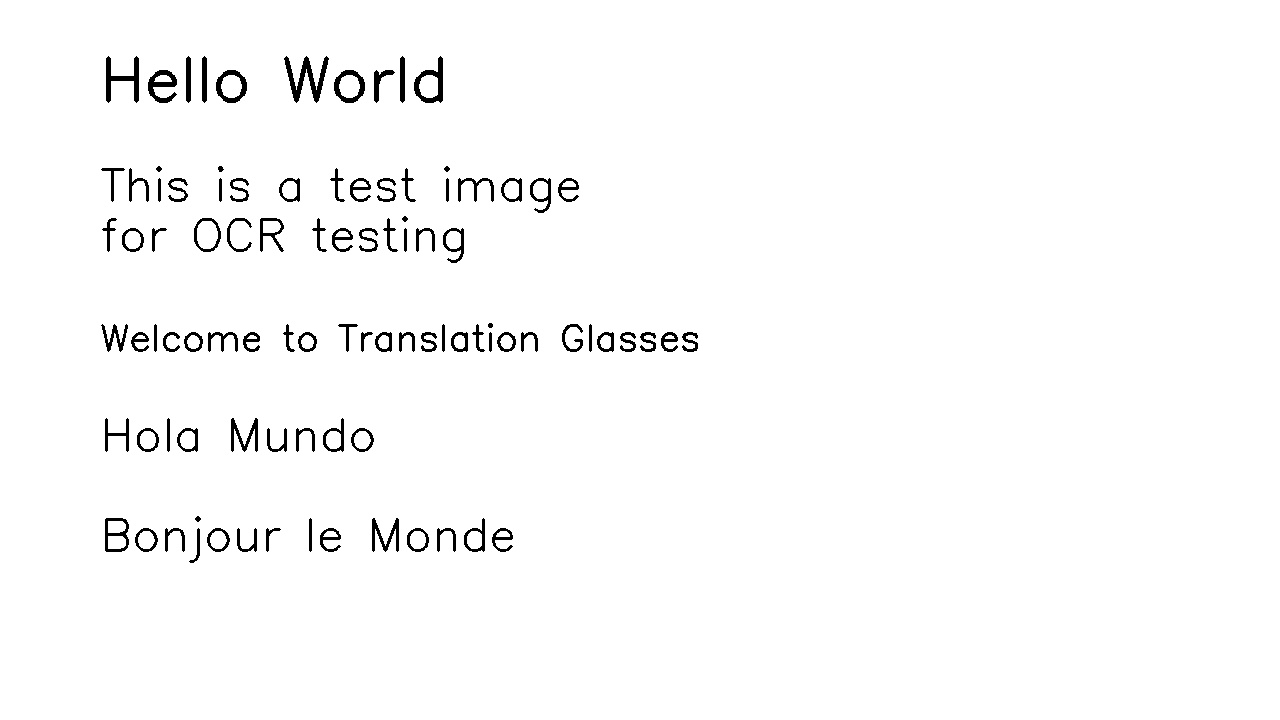 Hello World
This is a test image
for OCR testing
Welcome to Translation Glasses
Hola Mundo
Bonjour le Monde